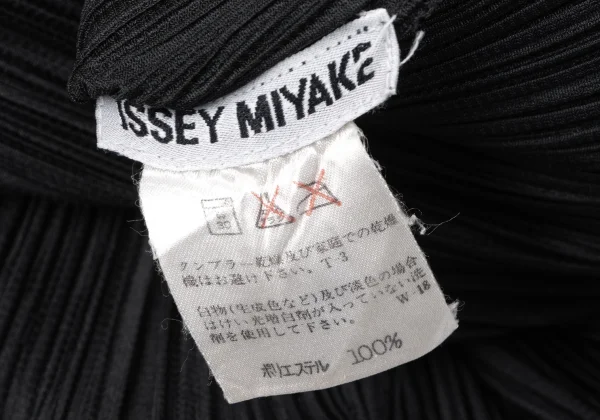 ISSEY MIYAKE
タンブラー乾燥及び家庭での乾燥
機はお避け下さい。T-3
白物(生成色など)及び淡色の場合
はけい光増白剤が入っていない洗
剤を使用して下さい。 W-18
ポリエステル 100%